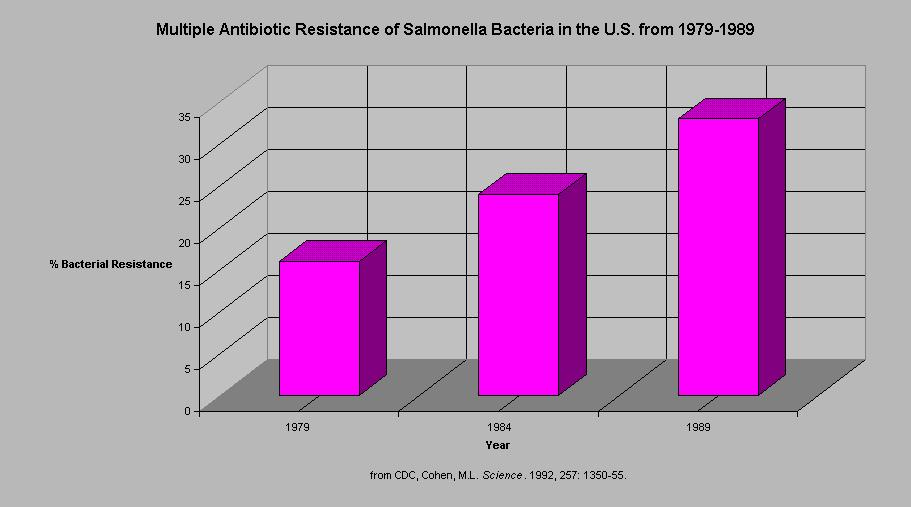 Multiple Antibiotic Resistance of Salmonella Bacteria in the U.S. from 1979-1989
35
30
25
20
% Bacterial Resistance
15
10
5
0
1979 1984 1989
Year
from CDC, Cohen, M.L. Science. 1992, 257: 1350-55.